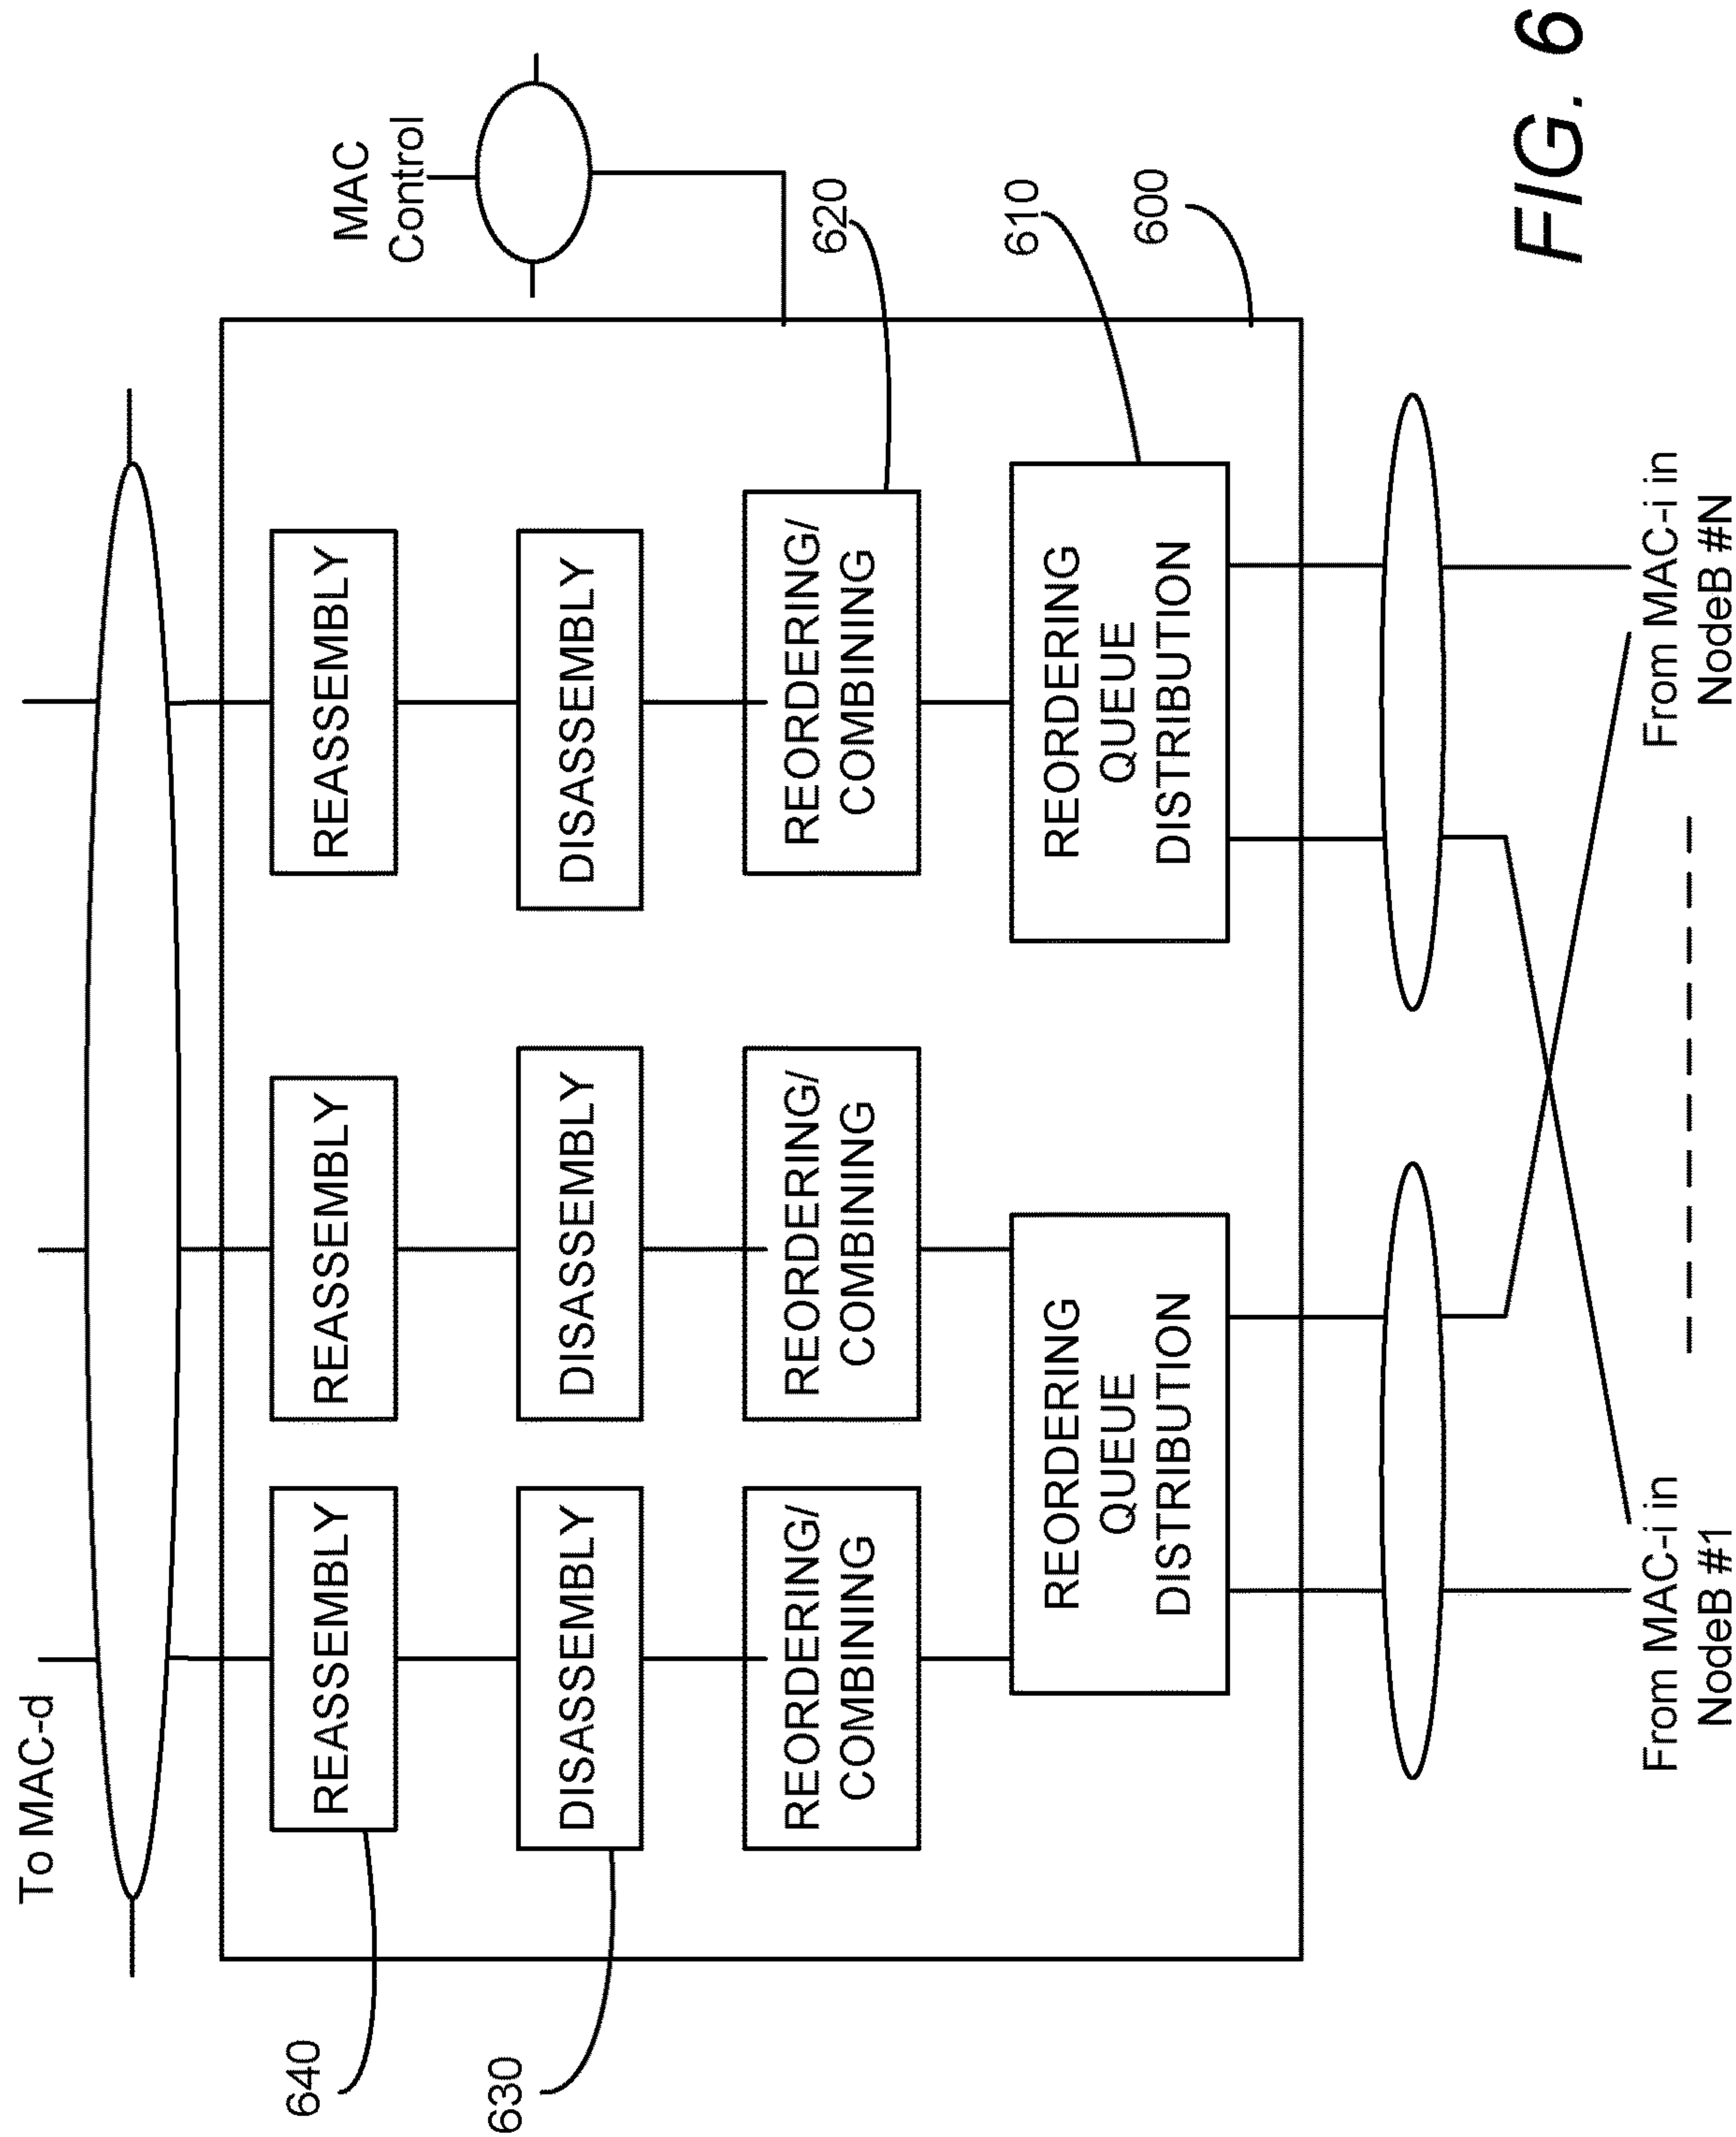 To MAC-d
MAC
Control
640
REASSEMBLY
REASSEMBLY
REASSEMBLY
630
DISASSEMBLY
DISASSEMBLY
DISASSEMBLY
620
REORDERING/
COMBINING
REORDERING/
COMBINING
REORDERING/
COMBINING
610
REORDERING
QUEUE
DISTRIBUTION
REORDERING
QUEUE
DISTRIBUTION
600
From MAC-i in
NodeB #1
From MAC-i in
NodeB #N
FIG. 6